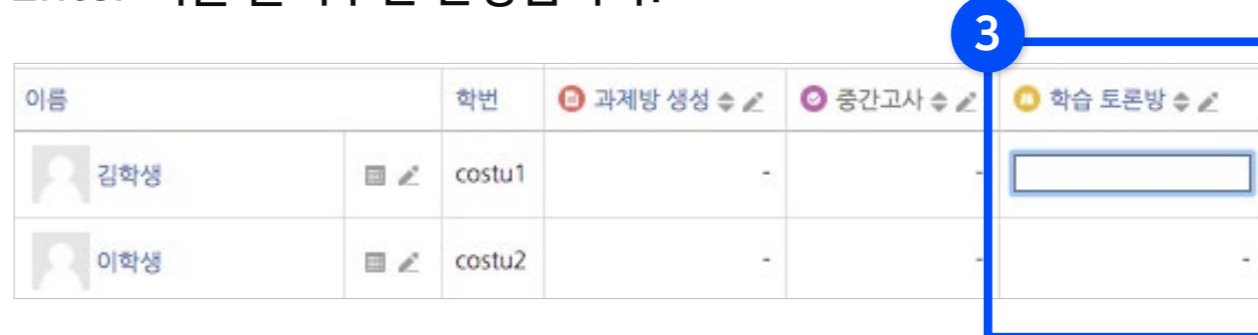 3
이름 학번 과제방 생성 중간고사 학습 토론방
김학생 costu1 - -
이학생 costu2 - - -